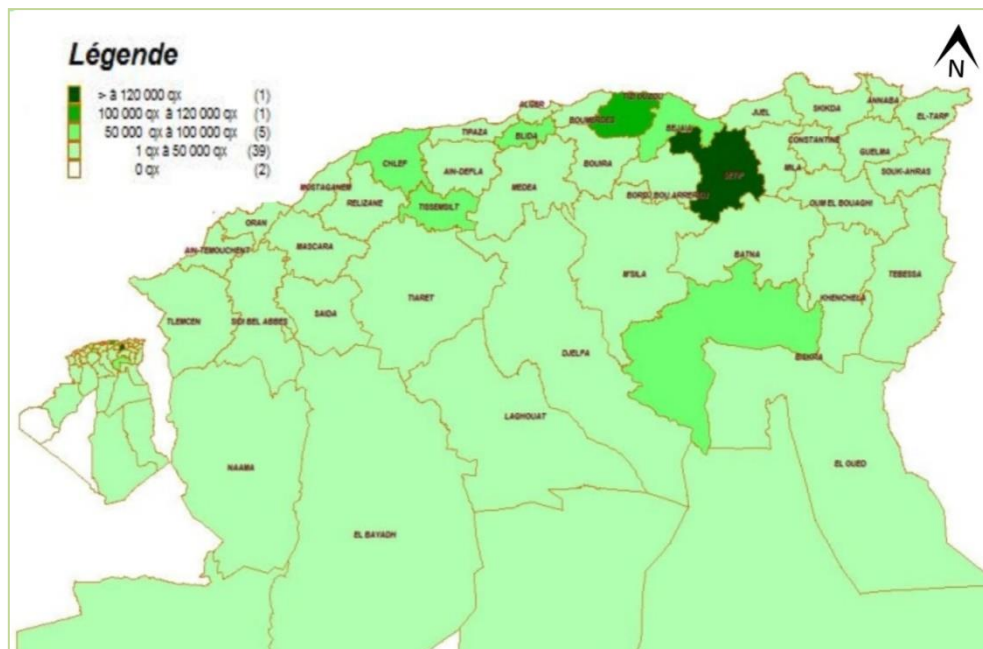 Légende
> à 120 000 qx (1)
100 000 qx à 120 000 qx (1)
50 000 qx à 100 000 qx (5)
1 qx à 50 000 qx (39)
0 qx (2)
N
TIZI OUZOU
ALGER
BOUMERDES
BEJAIA
JIJEL
SKIKDA
ANNABA
EL-TARF
TIPAZA
BLIDA
CONSTANTINE
GUELMA
CHLEF
AIN-DEFLA
MEDEA
BOUIRA
SETIF
MILA
SOUK-AHRAS
MOSTAGANEM
RELIZANE
TISSEMSILT
BORDJ BOU ARRERIDJ
OUM EL BOUAGHI
ORAN
AIN-TEMOUCHENT
MASCARA
BATNA
M'SILA
TEBESSA
TIARET
KHENCHELA
TLEMCEN
SIDI BEL ABBES
SAIDA
DJELFA
BISKRA
LAGHOUAT
NAAMA
EL OUED
EL BAYADH